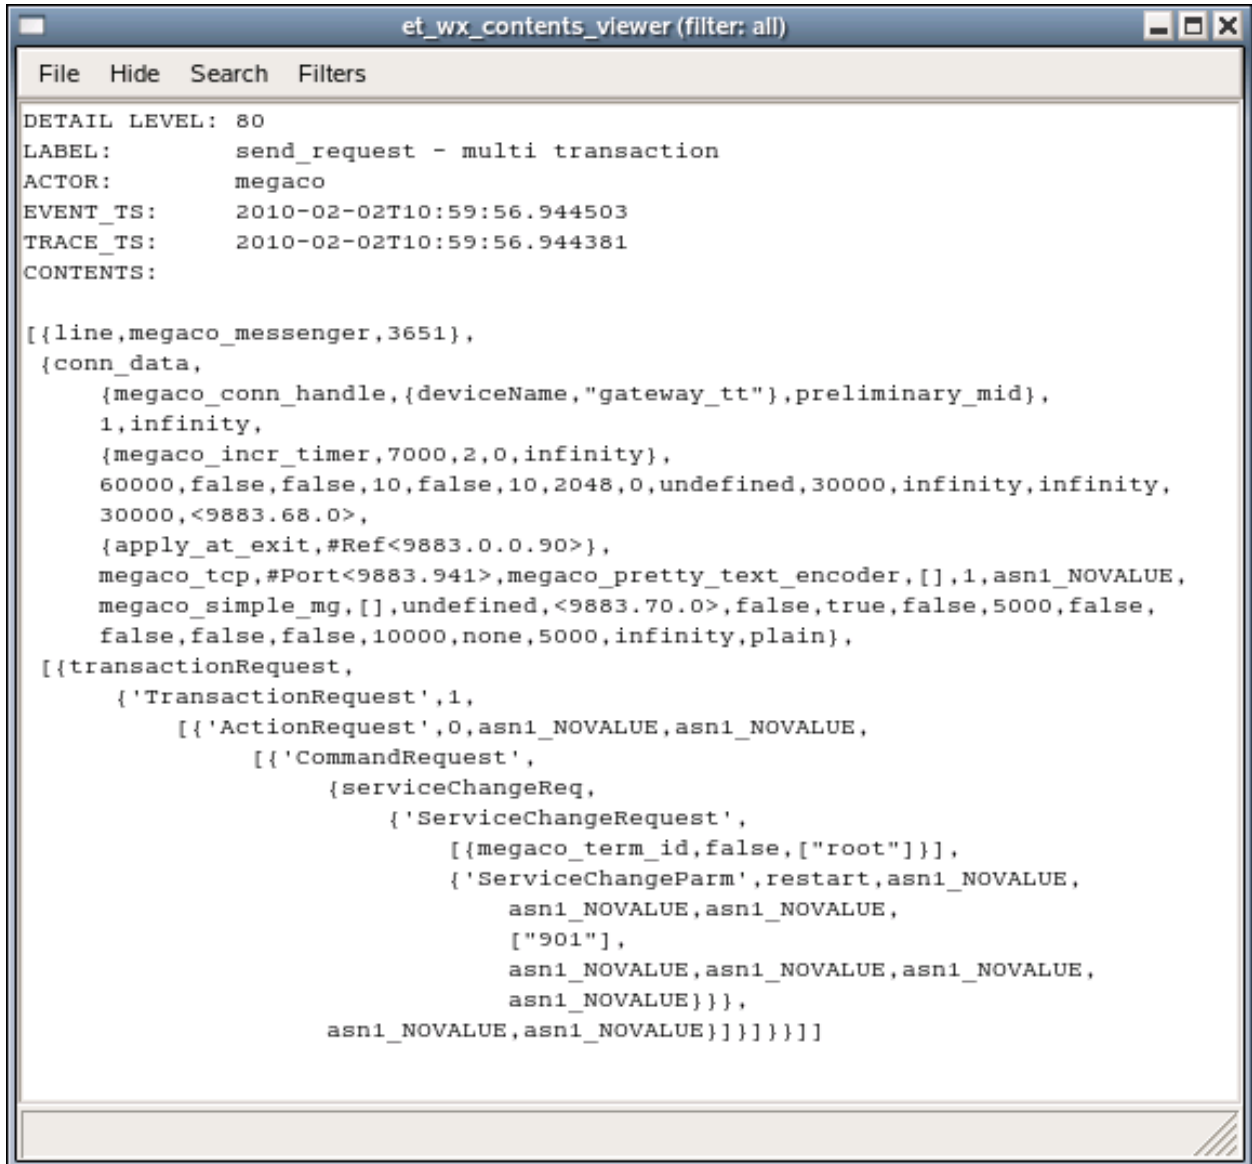 et_wx_contents_viewer (filter: all)
File Hide Search Filters
DETAIL LEVEL: 80
LABEL:        send_request - multi transaction
ACTOR:        megaco
EVENT_TS:     2010-02-02T10:59:56.944503
TRACE_TS:     2010-02-02T10:59:56.944381
CONTENTS:

[{line,megaco_messenger,3651},
 {conn_data,
     {megaco_conn_handle,{deviceName,"gateway_tt"},preliminary_mid},
     1,infinity,
     {megaco_incr_timer,7000,2,0,infinity},
     60000,false,false,10,false,10,2048,0,undefined,30000,infinity,infinity,
     30000,<9883.68.0>,
     {apply_at_exit,#Ref<9883.0.0.90>},
     megaco_tcp,#Port<9883.941>,megaco_pretty_text_encoder,[],1,asn1_NOVALUE,
     megaco_simple_mg,[],undefined,<9883.70.0>,false,true,false,5000,false,
     false,false,false,10000,none,5000,infinity,plain},
 [{transactionRequest,
      {'TransactionRequest',1,
          [{'ActionRequest',0,asn1_NOVALUE,asn1_NOVALUE,
               [{'CommandRequest',
                    {serviceChangeReq,
                        {'ServiceChangeRequest',
                            [{megaco_term_id,false,["root"]}],
                            {'ServiceChangeParm',restart,asn1_NOVALUE,
                                asn1_NOVALUE,asn1_NOVALUE,
                                ["901"],
                                asn1_NOVALUE,asn1_NOVALUE,asn1_NOVALUE,
                                asn1_NOVALUE}}},
                    asn1_NOVALUE,asn1_NOVALUE}]}]}}]]